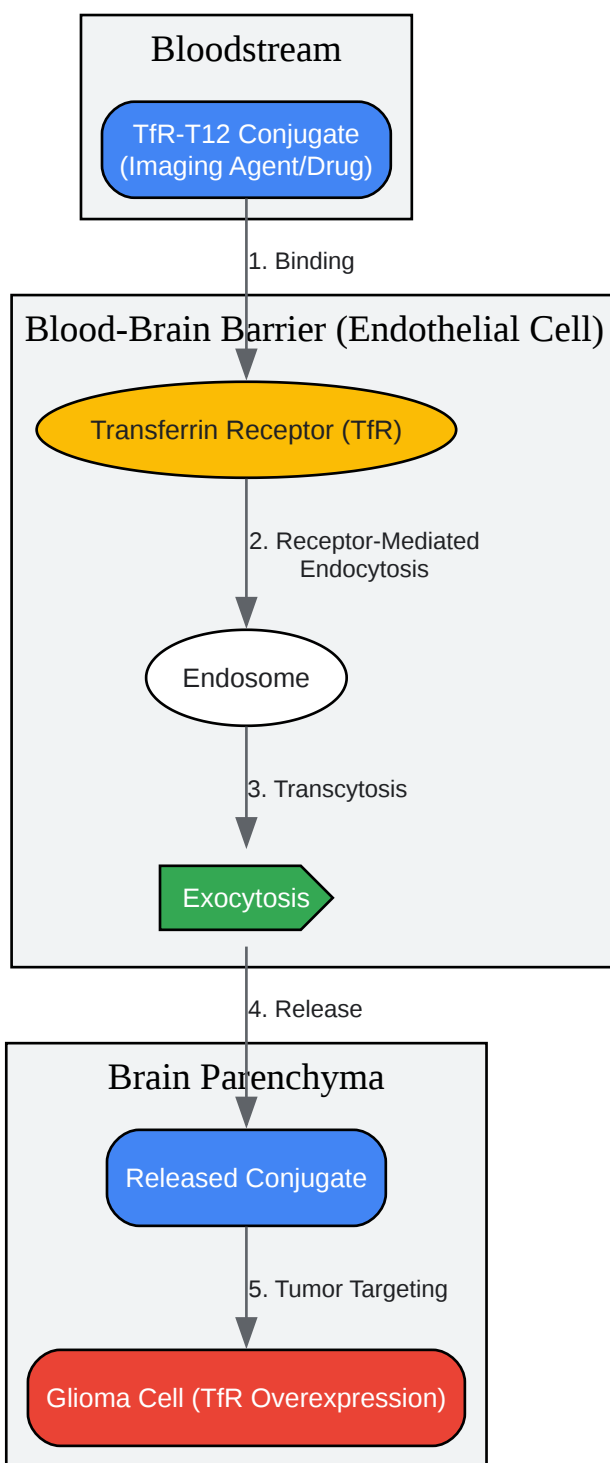 Bloodstream
TfR-T12 Conjugate
(Imaging Agent/Drug)
1. Binding
Blood-Brain Barrier (Endothelial Cell)
Transferrin Receptor (TfR)
2. Receptor-Mediated
Endocytosis
Endosome
3. Transcytosis
Exocytosis
4. Release
Brain Parenchyma
Released Conjugate
5. Tumor Targeting
Glioma Cell (TfR Overexpression)